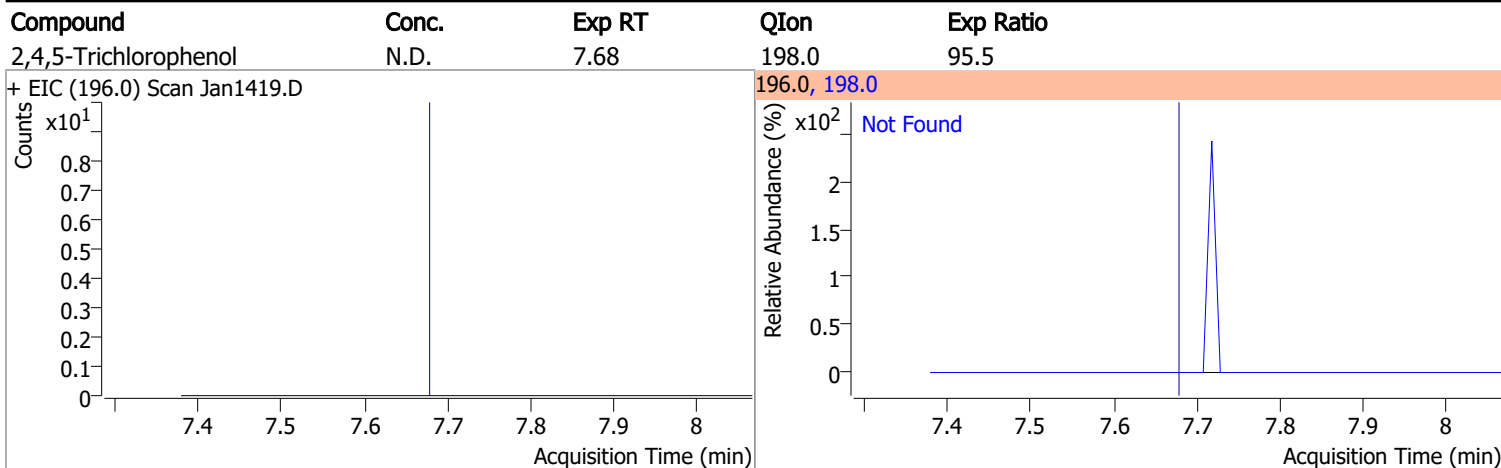 Compound Conc. Exp RT QIon Exp Ratio
2,4,5-Trichlorophenol N.D. 7.68 198.0 95.5
+ EIC (196.0) Scan Jan1419.D
Counts
x10¹
0.8
0.7
0.6
0.5
0.4
0.3
0.2
0.1
0
7.4 7.5 7.6 7.7 7.8 7.9 8
Acquisition Time (min)
196.0, 198.0
Relative Abundance (%)
x10²
Not Found
2
1.5
1
0.5
0
7.4 7.5 7.6 7.7 7.8 7.9 8
Acquisition Time (min)